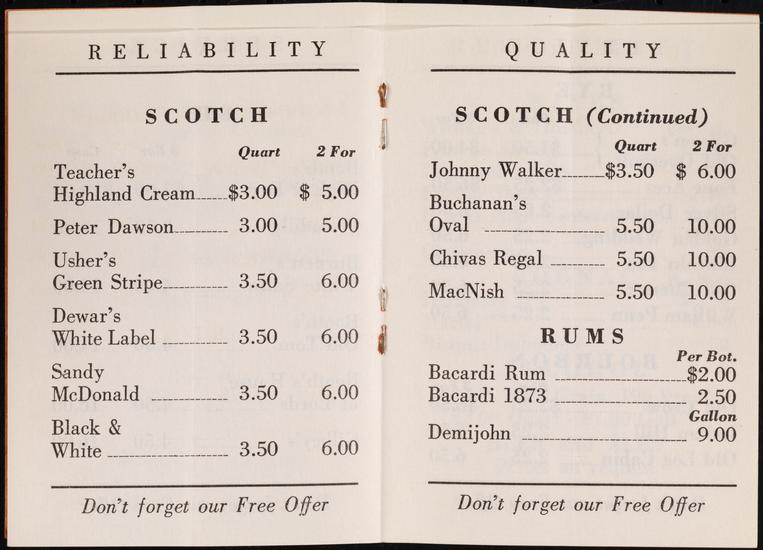 RELIABILITY
SCOTCH
Quart 2 For
Teacher's
Highland Cream $3.00 $ 5.00
Peter Dawson 3.00 5.00
Usher's
Green Stripe 3.50 6.00
Dewar's
White Label 3.50 6.00
Sandy
McDonald 3.50 6.00
Black &
White 3.50 6.00
Don't forget our Free Offer
QUALITY
SCOTCH (Continued)
Quart 2 For
Johnny Walker $3.50 $ 6.00
Buchanan's
Oval 5.50 10.00
Chivas Regal 5.50 10.00
MacNish 5.50 10.00
RUMS
Per Bot.
Bacardi Rum $2.00
Bacardi 1873 2.50
Gallon
Demijohn 9.00
Don't forget our Free Offer